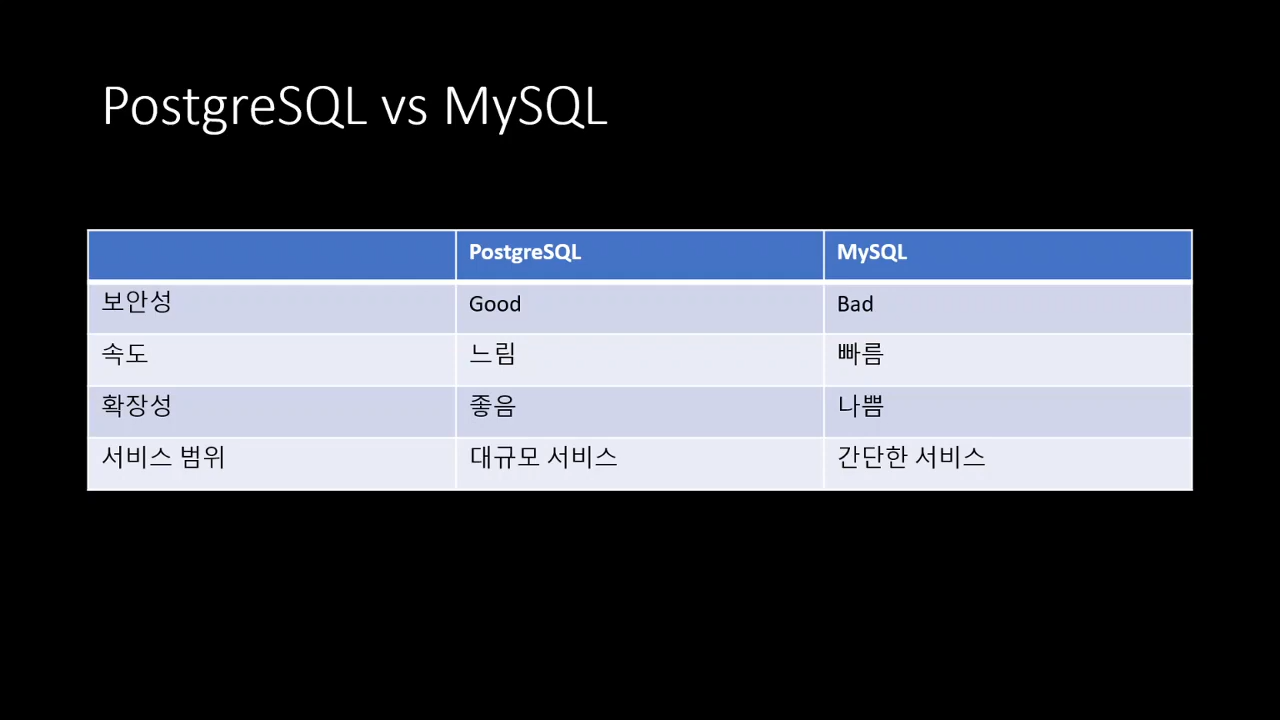 PostgreSQL vs MySQL
PostgreSQL MySQL
보안성 Good Bad
속도 느림 빠름
확장성 좋음 나쁨
서비스 범위 대규모 서비스 간단한 서비스